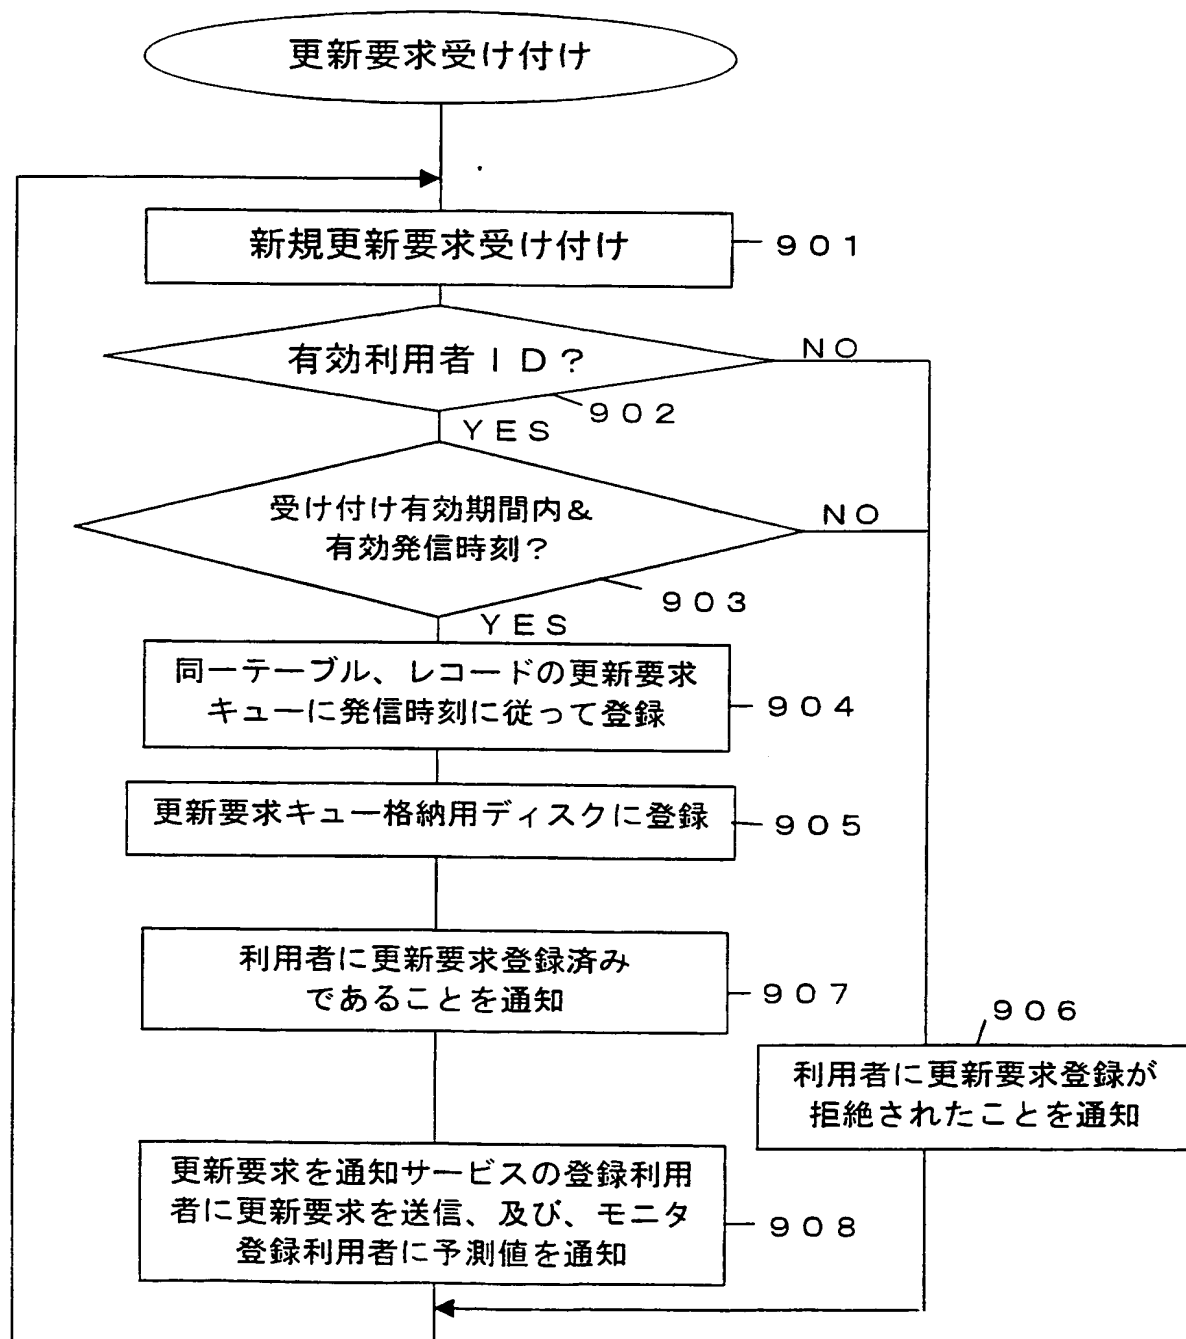 更新要求受け付け
新規更新要求受け付け
901
有効利用者ID?
NO
902
YES
受け付け有効期間内&
有効発信時刻?
NO
903
YES
同一テーブル、レコードの更新要求
キューに発信時刻に従って登録
904
更新要求キュー格納用ディスクに登録
905
利用者に更新要求登録済み
であることを通知
907
906
利用者に更新要求登録が
拒絶されたことを通知
更新要求を通知サービスの登録利用
者に更新要求を送信、及び、モニタ
登録利用者に予測値を通知
908